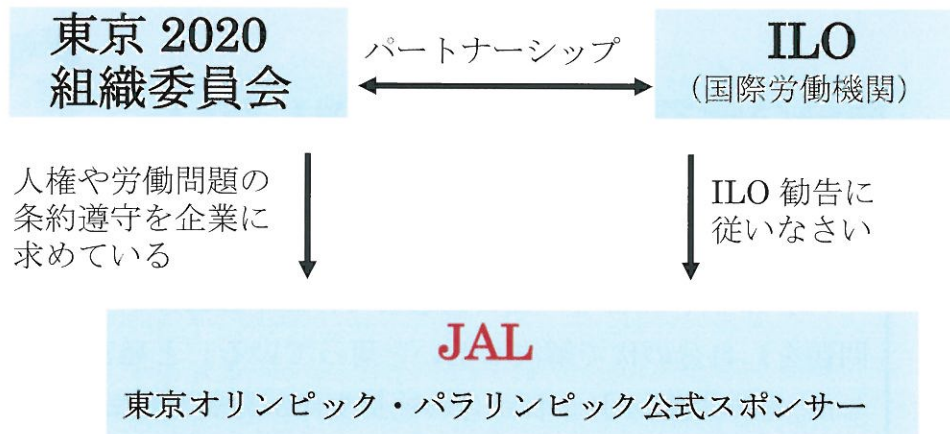 東京 2020
組織委員会
パートナーシップ
ILO
(国際労働機関)
人権や労働問題の
条約遵守を企業に
求めている
ILO 勧告に
従いなさい
JAL
東京オリンピック・パラリンピック公式スポンサー